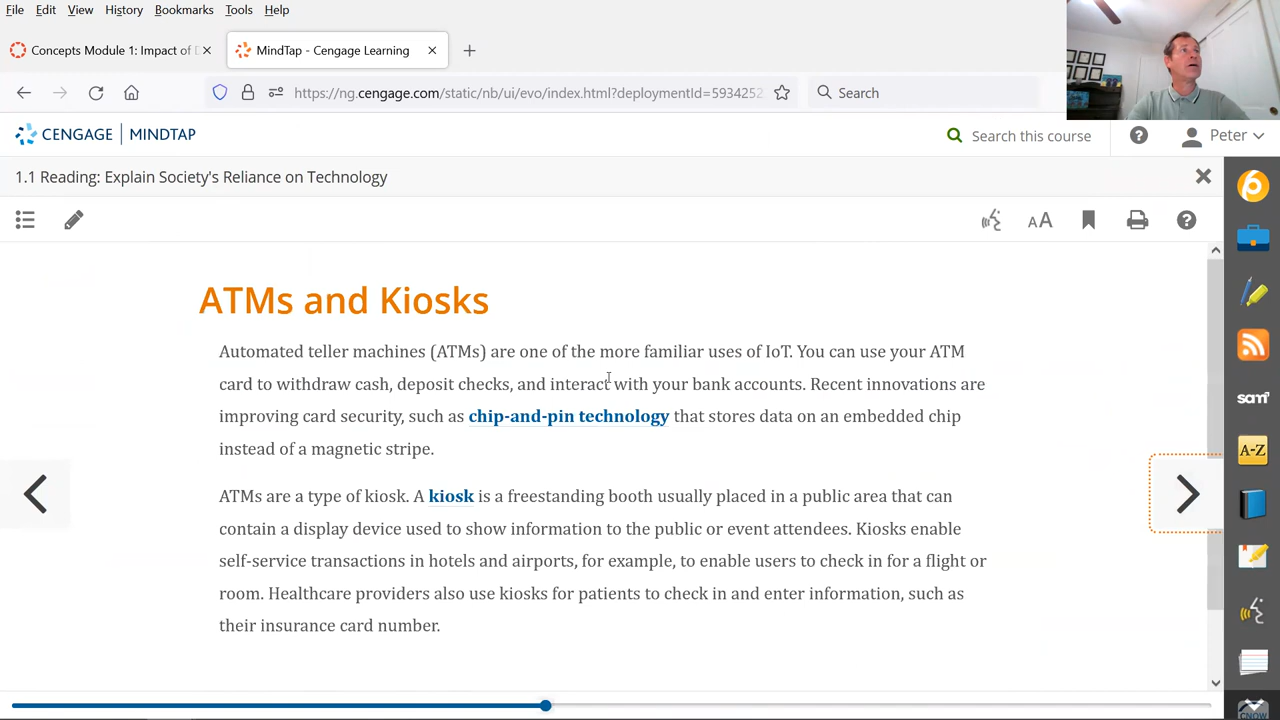 File Edit View History Bookmarks Tools Help
Concepts Module 1: Impact of
MindTap - Cengage Learning
https://ng.cengage.com/static/nb/ui/evo/index.html?deploymentId=5934252
Search
CENGAGE | MINDTAP
Search this course
Peter
1.1 Reading: Explain Society's Reliance on Technology
AA
ATMs and Kiosks
Automated teller machines (ATMs) are one of the more familiar uses of IoT. You can use your ATM
card to withdraw cash, deposit checks, and interact with your bank accounts. Recent innovations are
improving card security, such as chip-and-pin technology that stores data on an embedded chip
instead of a magnetic stripe.
ATMs are a type of kiosk. A kiosk is a freestanding booth usually placed in a public area that can
contain a display device used to show information to the public or event attendees. Kiosks enable
self-service transactions in hotels and airports, for example, to enable users to check in for a flight or
room. Healthcare providers also use kiosks for patients to check in and enter information, such as
their insurance card number.
sam
A-Z
CNOW